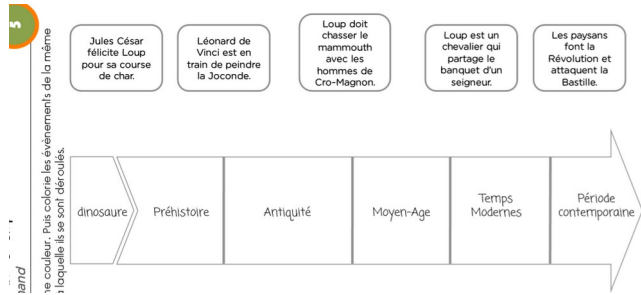 Jules César
félicite Loup
pour sa course
de char.
Léonard de
Vinci est en
train de peindre
la Joconde.
Loup doit
chasser le
mammouth
avec les
hommes de
Cro-Magnon.
Loup est un
chevalier qui
partage le
banquet d'un
seigneur.
Les paysans
font la
Révolution et
attaquent la
Bastille.
dinosaure
Préhistoire
Antiquité
Moyen-Age
Temps
Modernes
Période
contemporaine
ne couleur. Puis colorie les évènements de la même
a laquelle ils se sont déroulés.